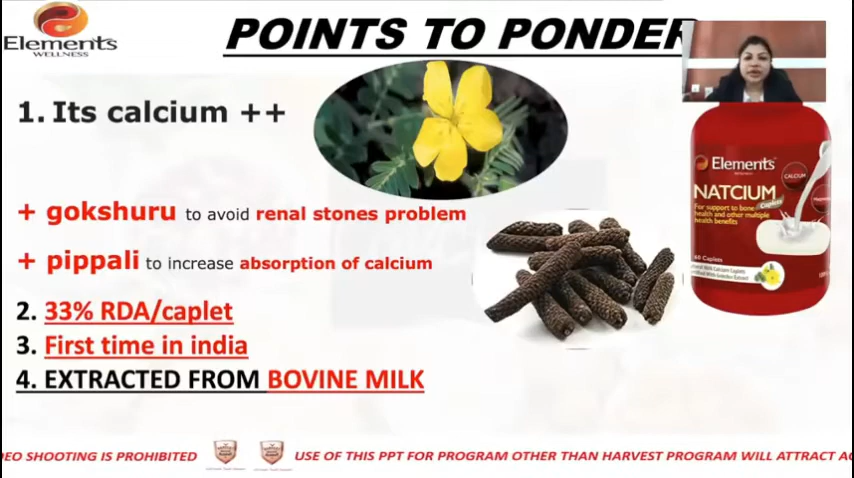 Elements
WELLNESS
POINTS TO PONDER
1. Its calcium ++
+ gokshuru to avoid renal stones problem
+ pippali to increase absorption of calcium
2. 33% RDA/caplet
3. First time in india
4. EXTRACTED FROM BOVINE MILK
Elements
NATCIUM
Caplets
For support to bone
health and other multiple
health benefits
CALCIUM
60 Caplets
DEO SHOOTING IS PROHIBITED
USE OF THIS PPT FOR PROGRAM OTHER THAN HARVEST PROGRAM WILL ATTRACT AC